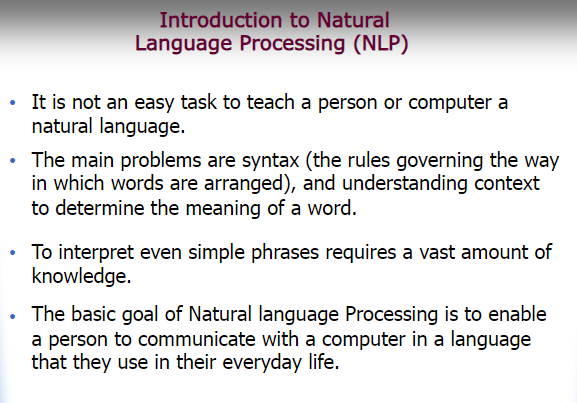 Introduction to Natural
Language Processing (NLP)
• It is not an easy task to teach a person or computer a
natural language.
• The main problems are syntax (the rules governing the way
in which words are arranged), and understanding context
to determine the meaning of a word.
• To interpret even simple phrases requires a vast amount of
knowledge.
• The basic goal of Natural language Processing is to enable
a person to communicate with a computer in a language
that they use in their everyday life.